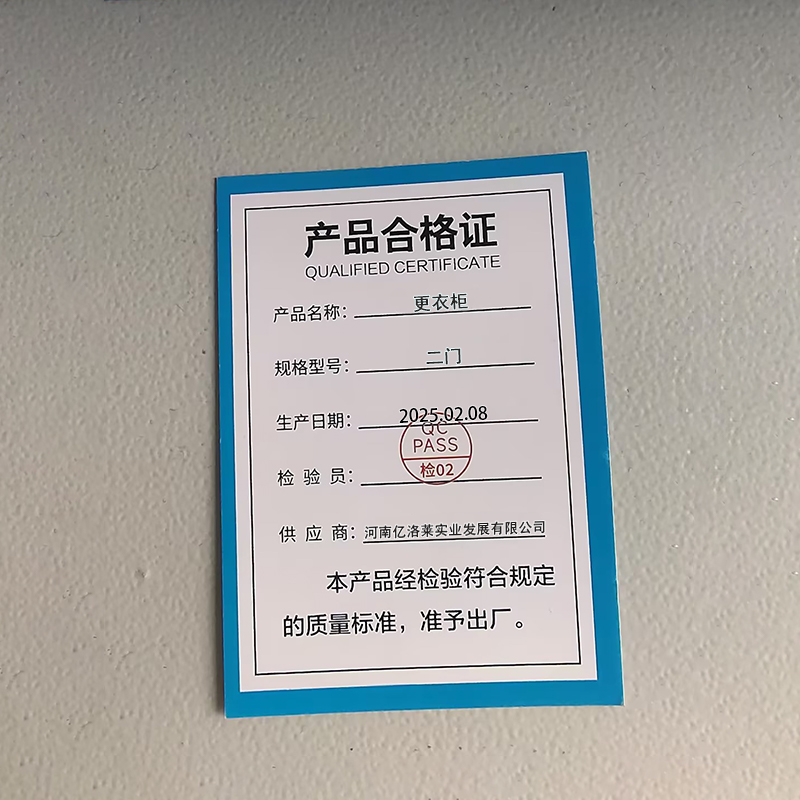 产品合格证
QUALIFIED CERTIFICATE
产品名称：更衣柜
规格型号：二门
生产日期：2025.02.08
QC
PASS
检02
检 验 员：
供 应 商：河南亿洛莱实业发展有限公司
本产品经检验符合规定
的质量标准，准予出厂。